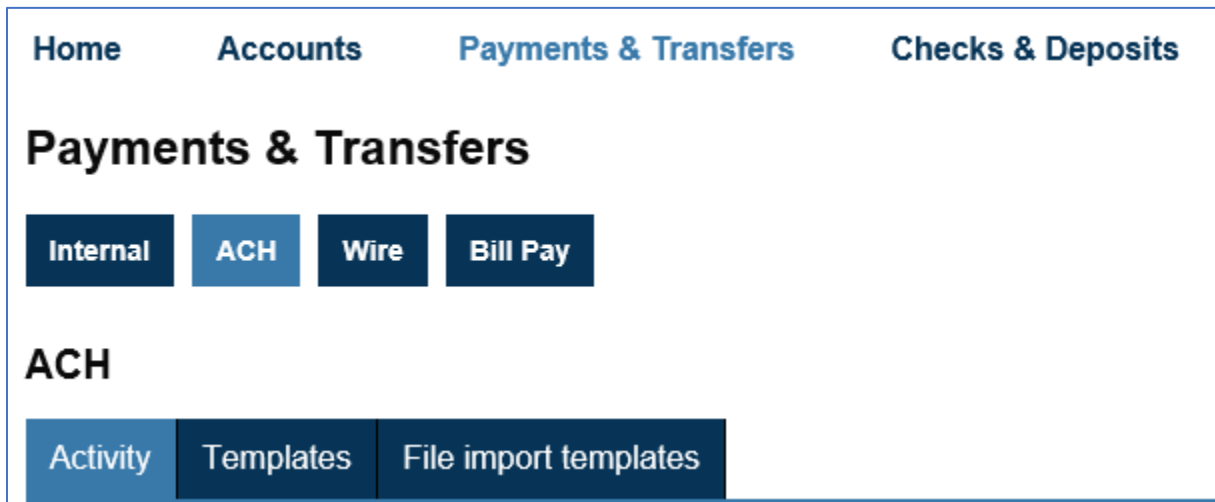 Home Accounts Payments & Transfers Checks & Deposits
Payments & Transfers
Internal ACH Wire Bill Pay
ACH
Activity Templates File import templates